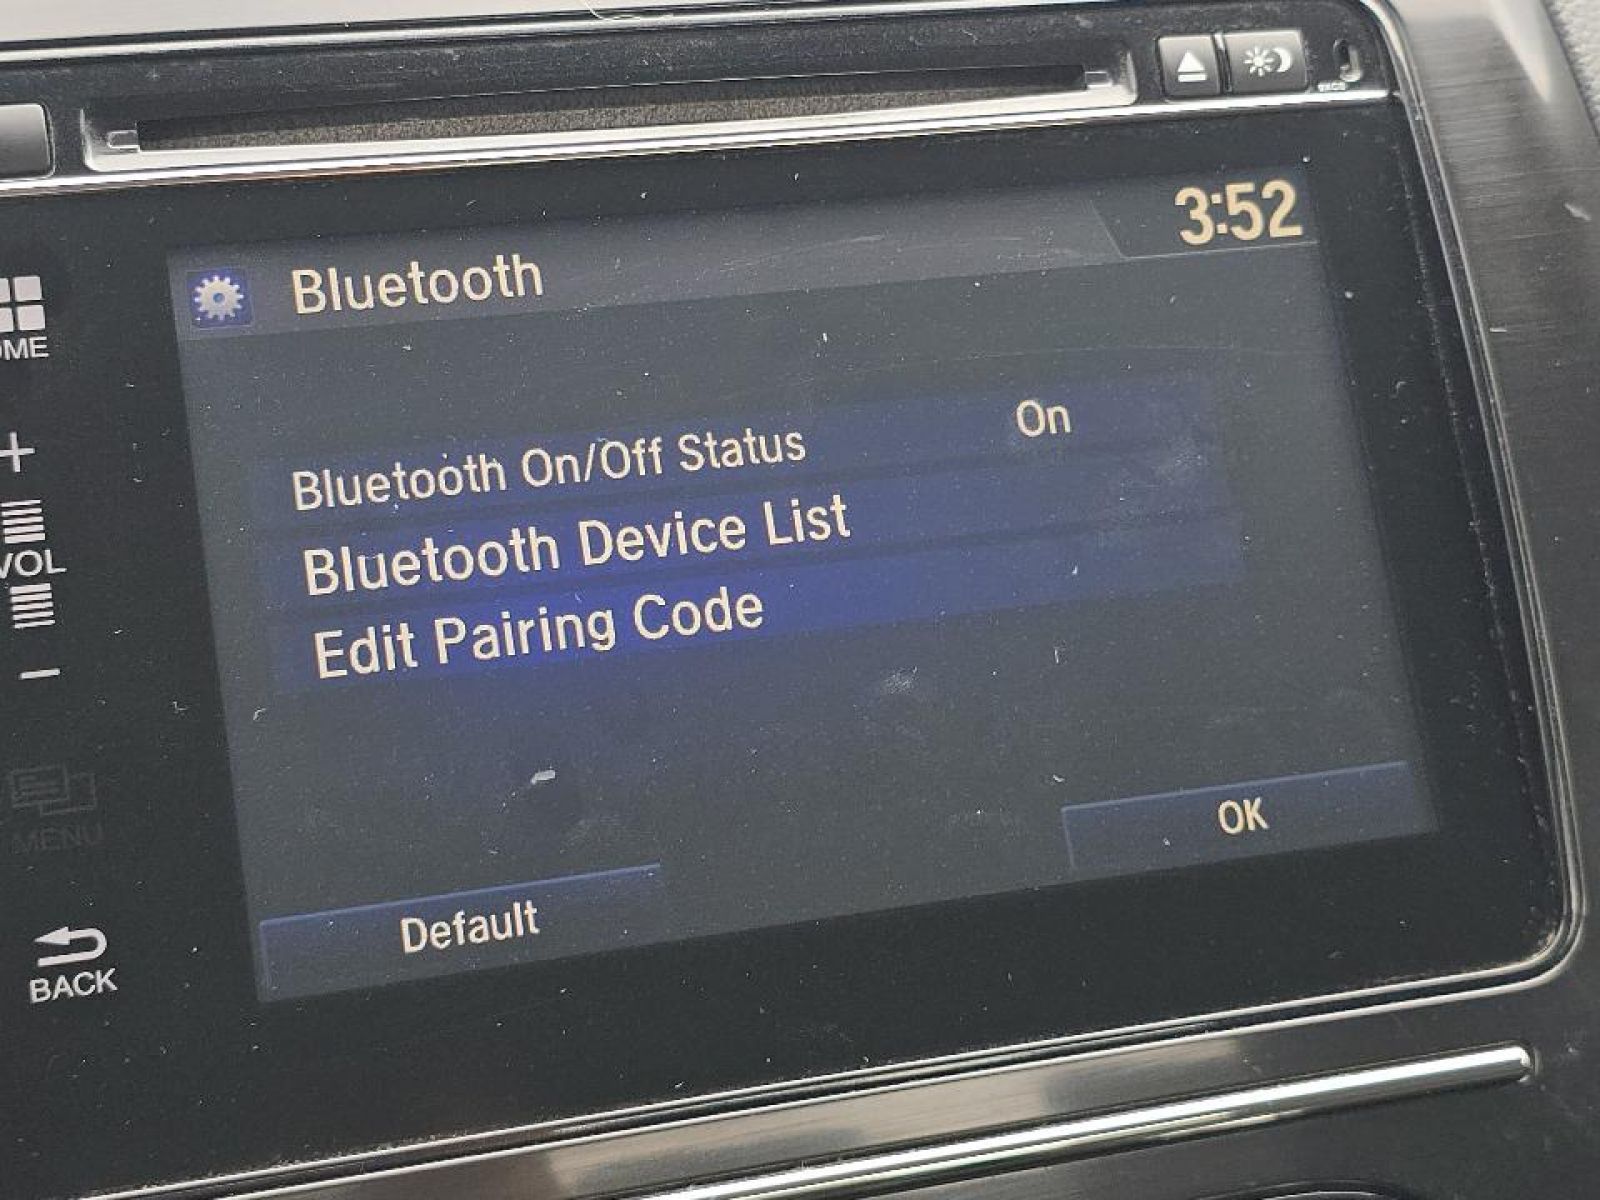 3:52
Bluetooth
OME
Bluetooth On/Off Status On
+
Bluetooth Device List
VOL
Edit Pairing Code
-
MENU
OK
Default
BACK